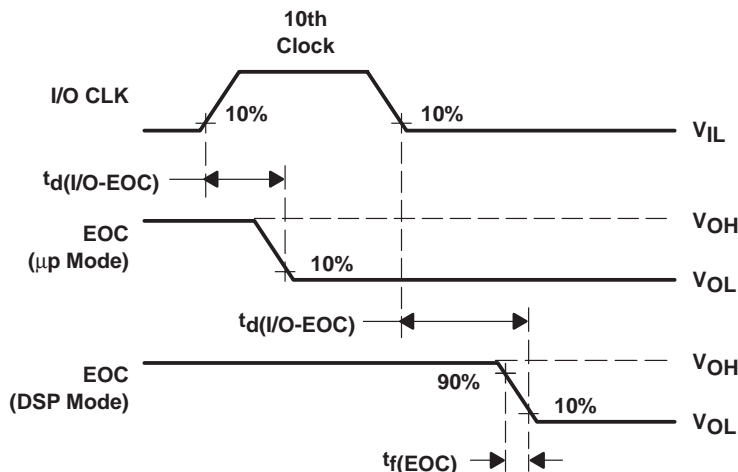 10th
Clock
I/O CLK
10%
10%
VIL
td(I/O-EOC)
EOC
(μp Mode)
VOH
10%
VOL
td(I/O-EOC)
EOC
(DSP Mode)
VOH
90%
10%
VOL
tf(EOC)